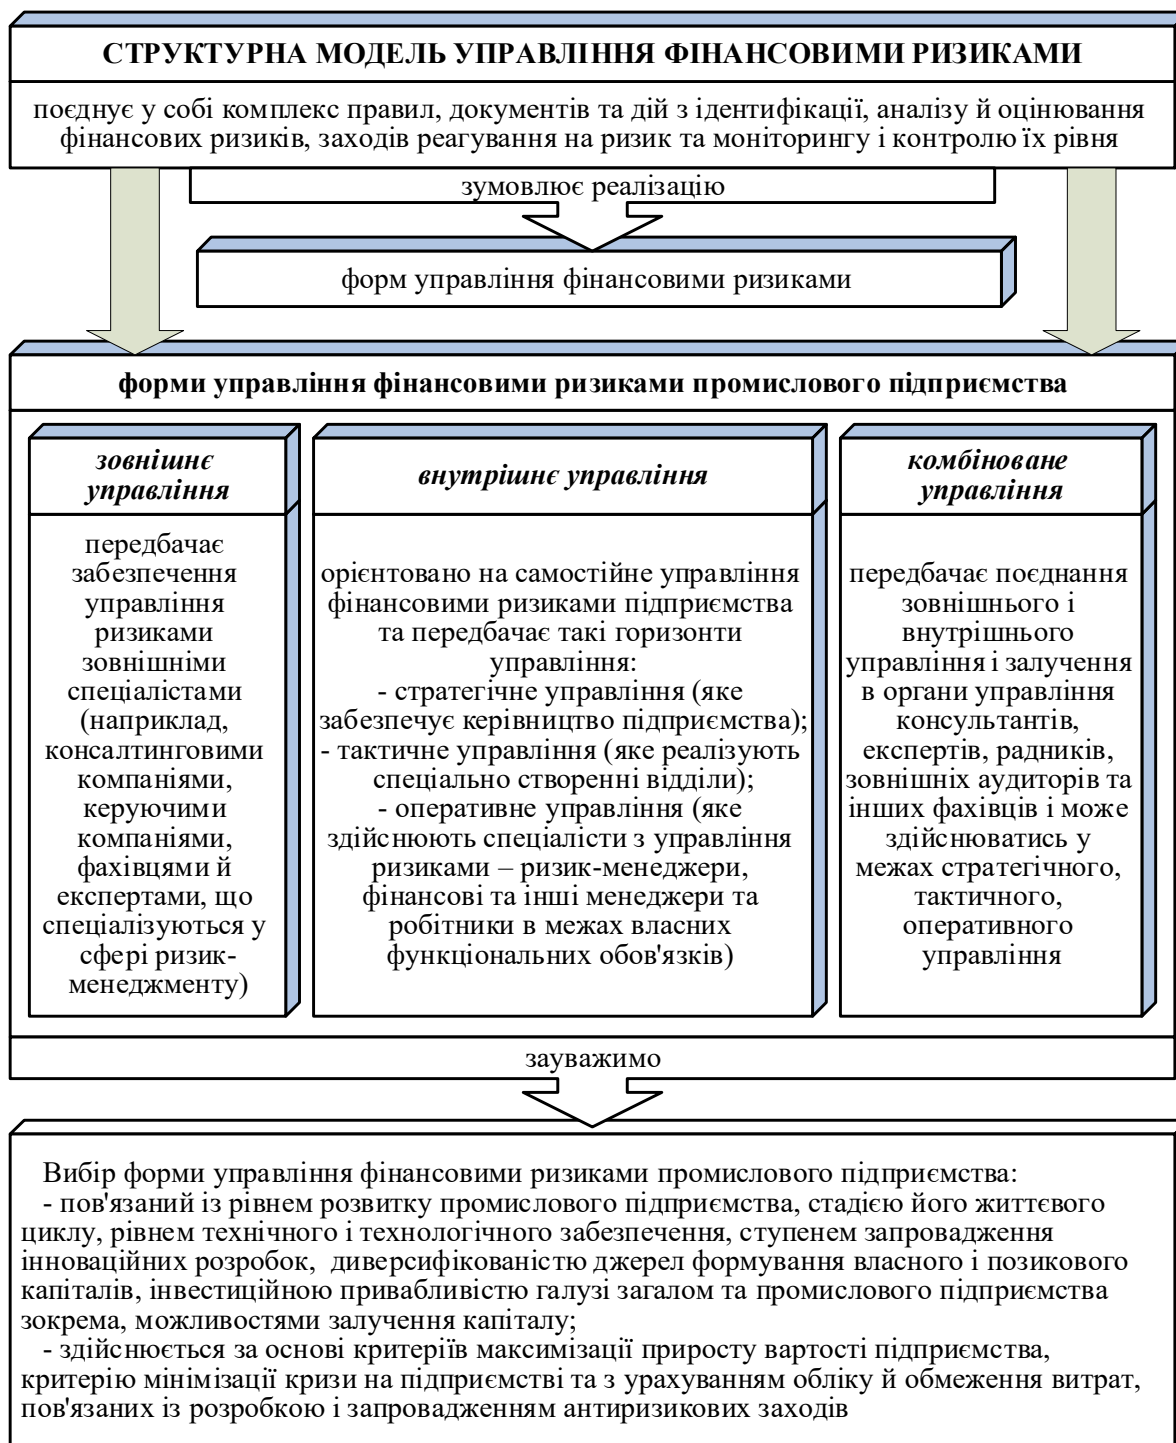 СТРУКТУРНА МОДЕЛЬ УПРАВЛІННЯ ФІНАНСОВИМИ РИЗИКАМИ
поєднує у собі комплекс правил, документів та дій з ідентифікації, аналізу й оцінювання
фінансових ризиків, заходів реагування на ризик та моніторингу і контролю їх рівня
зумовлює реалізацію
форм управління фінансовими ризиками
форми управління фінансовими ризиками промислового підприємства
зовнішнє
управління
передбачає
забезпечення
управління
ризиками
зовнішніми
спеціалістами
(наприклад,
консалтинговими
компаніями,
керуючими
компаніями,
фахівцями й
експертами, що
спеціалізуються у
сфері ризик-
менеджменту)
внутрішнє управління
орієнтовано на самостійне управління
фінансовими ризиками підприємства
та передбачає такі горизонти
управління:
- стратегічне управління (яке
забезпечує керівництво підприємства);
- тактичне управління (яке реалізують
спеціально створенні відділи);
- оперативне управління (яке
здійснюють спеціалісти з управління
ризиками – ризик-менеджери,
фінансові та інші менеджери та
робітники в межах власних
функціональних обов'язків)
комбіноване
управління
передбачає поєднання
зовнішнього і
внутрішнього
управління і залучення
в органи управління
консультантів,
експертів, радників,
зовнішніх аудиторів та
інших фахівців і може
здійснюватись у
межах стратегічного,
тактичного,
оперативного
управління
зауважимо
Вибір форми управління фінансовими ризиками промислового підприємства:
- пов'язаний із рівнем розвитку промислового підприємства, стадією його життєвого
циклу, рівнем технічного і технологічного забезпечення, ступенем запровадження
інноваційних розробок, диверсифікованістю джерел формування власного і позикового
капіталів, інвестиційною привабливістю галузі загалом та промислового підприємства
зокрема, можливостями залучення капіталу;
- здійснюється за основі критеріїв максимізації приросту вартості підприємства,
критерію мінімізації кризи на підприємстві та з урахуванням обліку й обмеження витрат,
пов'язаних із розробкою і запровадженням антиризикових заходів